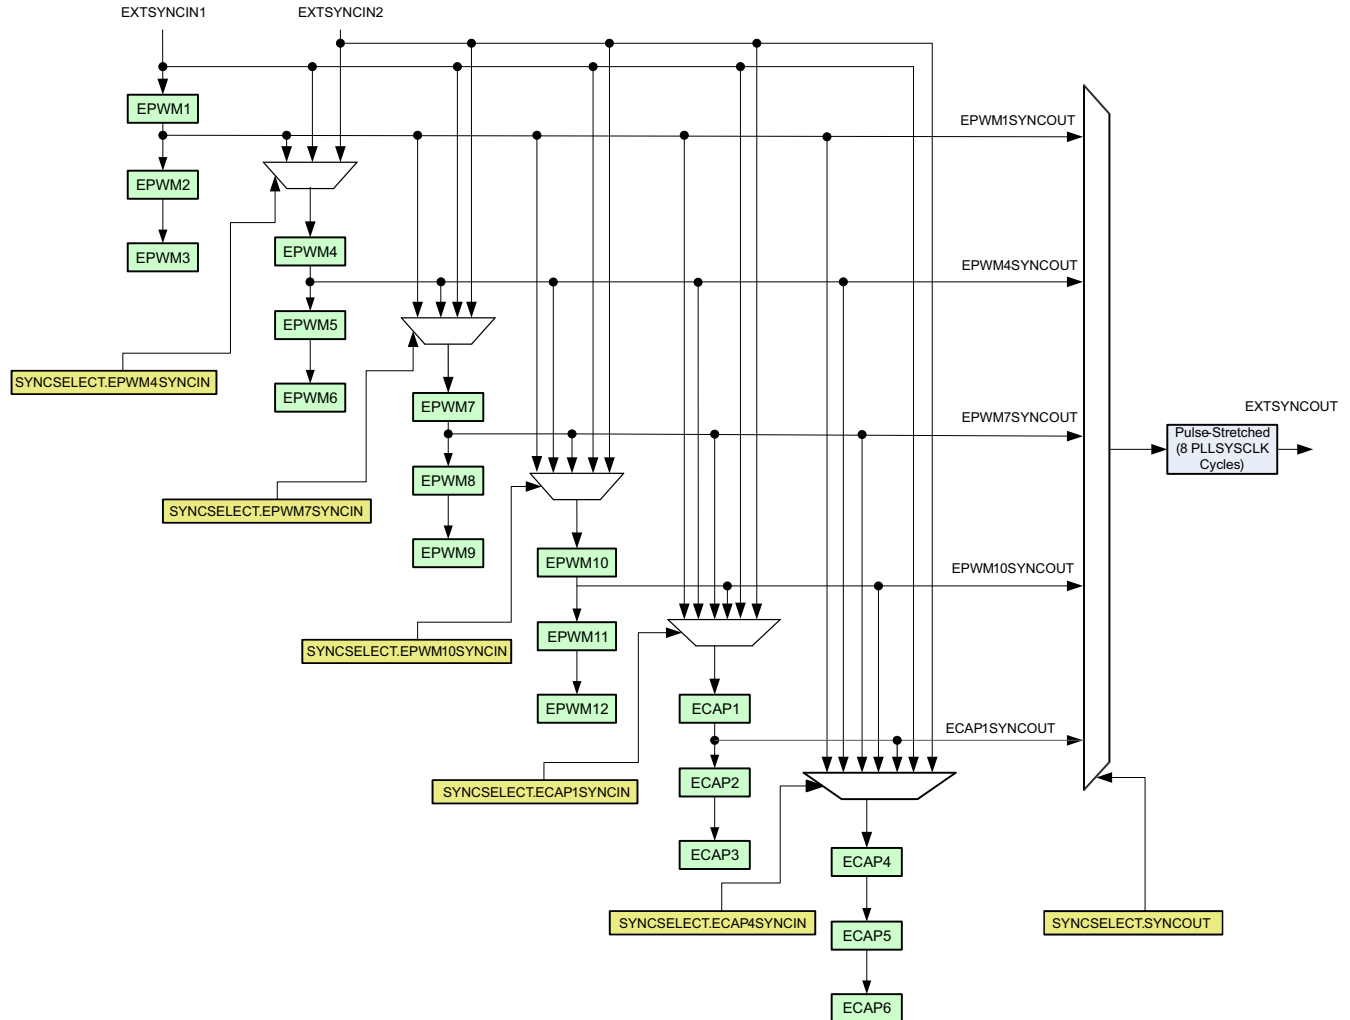 EXTSYNCIN1
EXTSYNCIN2
EPWM1
EPWM1SYNCOUT
EPWM2
EPWM3
EPWM4
EPWM4SYNCOUT
EPWM5
SYNCSELECT.EPWM4SYNCIN
EPWM6
EPWM7
EPWM7SYNCOUT
EXTSYNCOUT
Pulse-Stretched
(8 PLLSYSCLK
Cycles)
EPWM8
SYNCSELECT.EPWM7SYNCIN
EPWM9
EPWM10
EPWM10SYNCOUT
EPWM11
SYNCSELECT.EPWM10SYNCIN
EPWM12
ECAP1
ECAP1SYNCOUT
ECAP2
SYNCSELECT.ECAP1SYNCIN
ECAP3
ECAP4
SYNCSELECT.ECAP4SYNCIN
SYNCSELECT.SYNCOUT
ECAP5
ECAP6